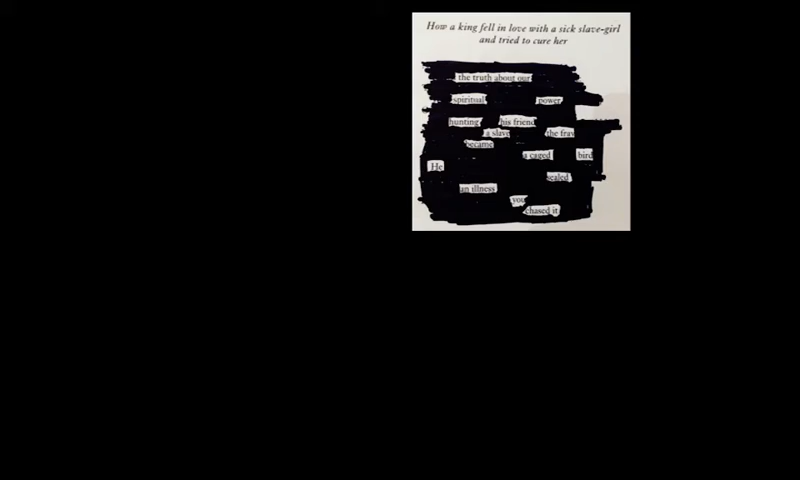 How a king fell in love with a sick slave-girl
and tried to cure her
the truth about our
spiritual power
hunting his friend
a slave the
became
a caged bird
He
sealed
an illness
you
chased it